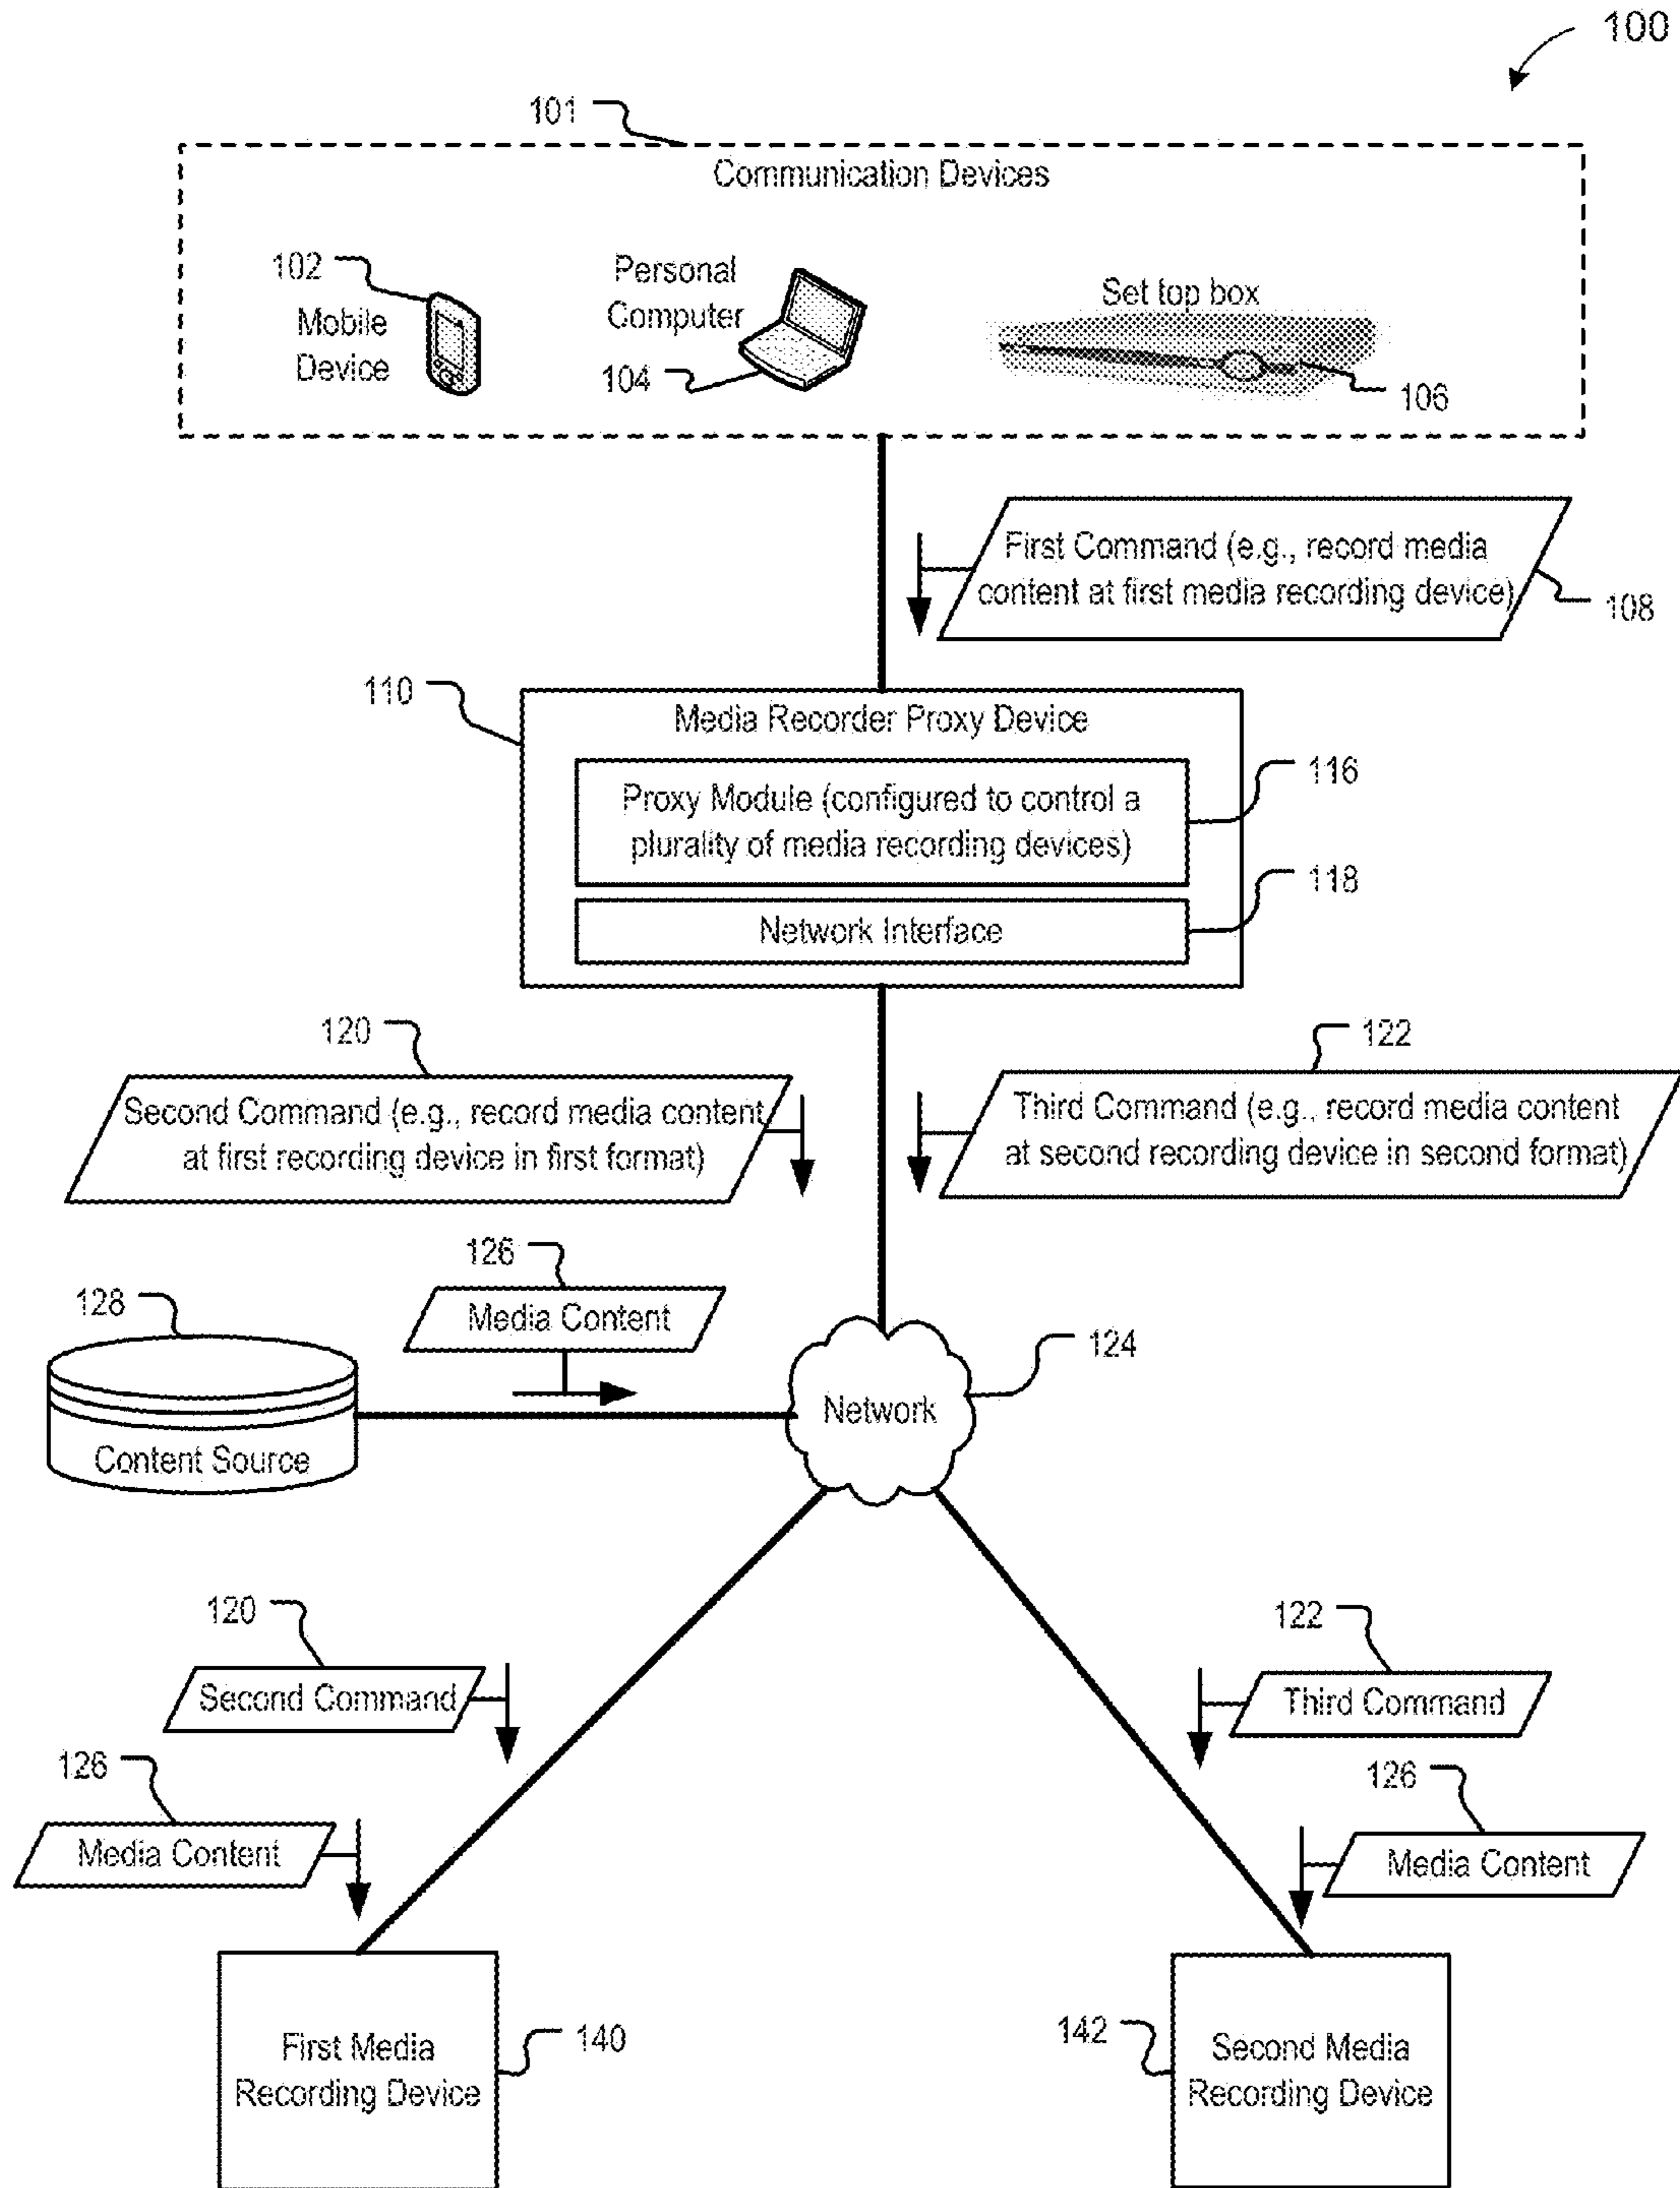 100
101
Communication Devices
102
Mobile
Device
Personal
Computer
104
Set top box
106
First Command (e.g., record media
content at first media recording device)
108
110
Media Recorder Proxy Device
Proxy Module (configured to control a
plurality of media recording devices)
116
Network Interface
118
120
Second Command (e.g., record media content
at first recording device in first format)
122
Third Command (e.g., record media content
at second recording device in second format)
126
Media Content
128
Content Source
Network
124
120
Second Command
126
Media Content
122
Third Command
126
Media Content
First Media
Recording Device
140
142
Second Media
Recording Device